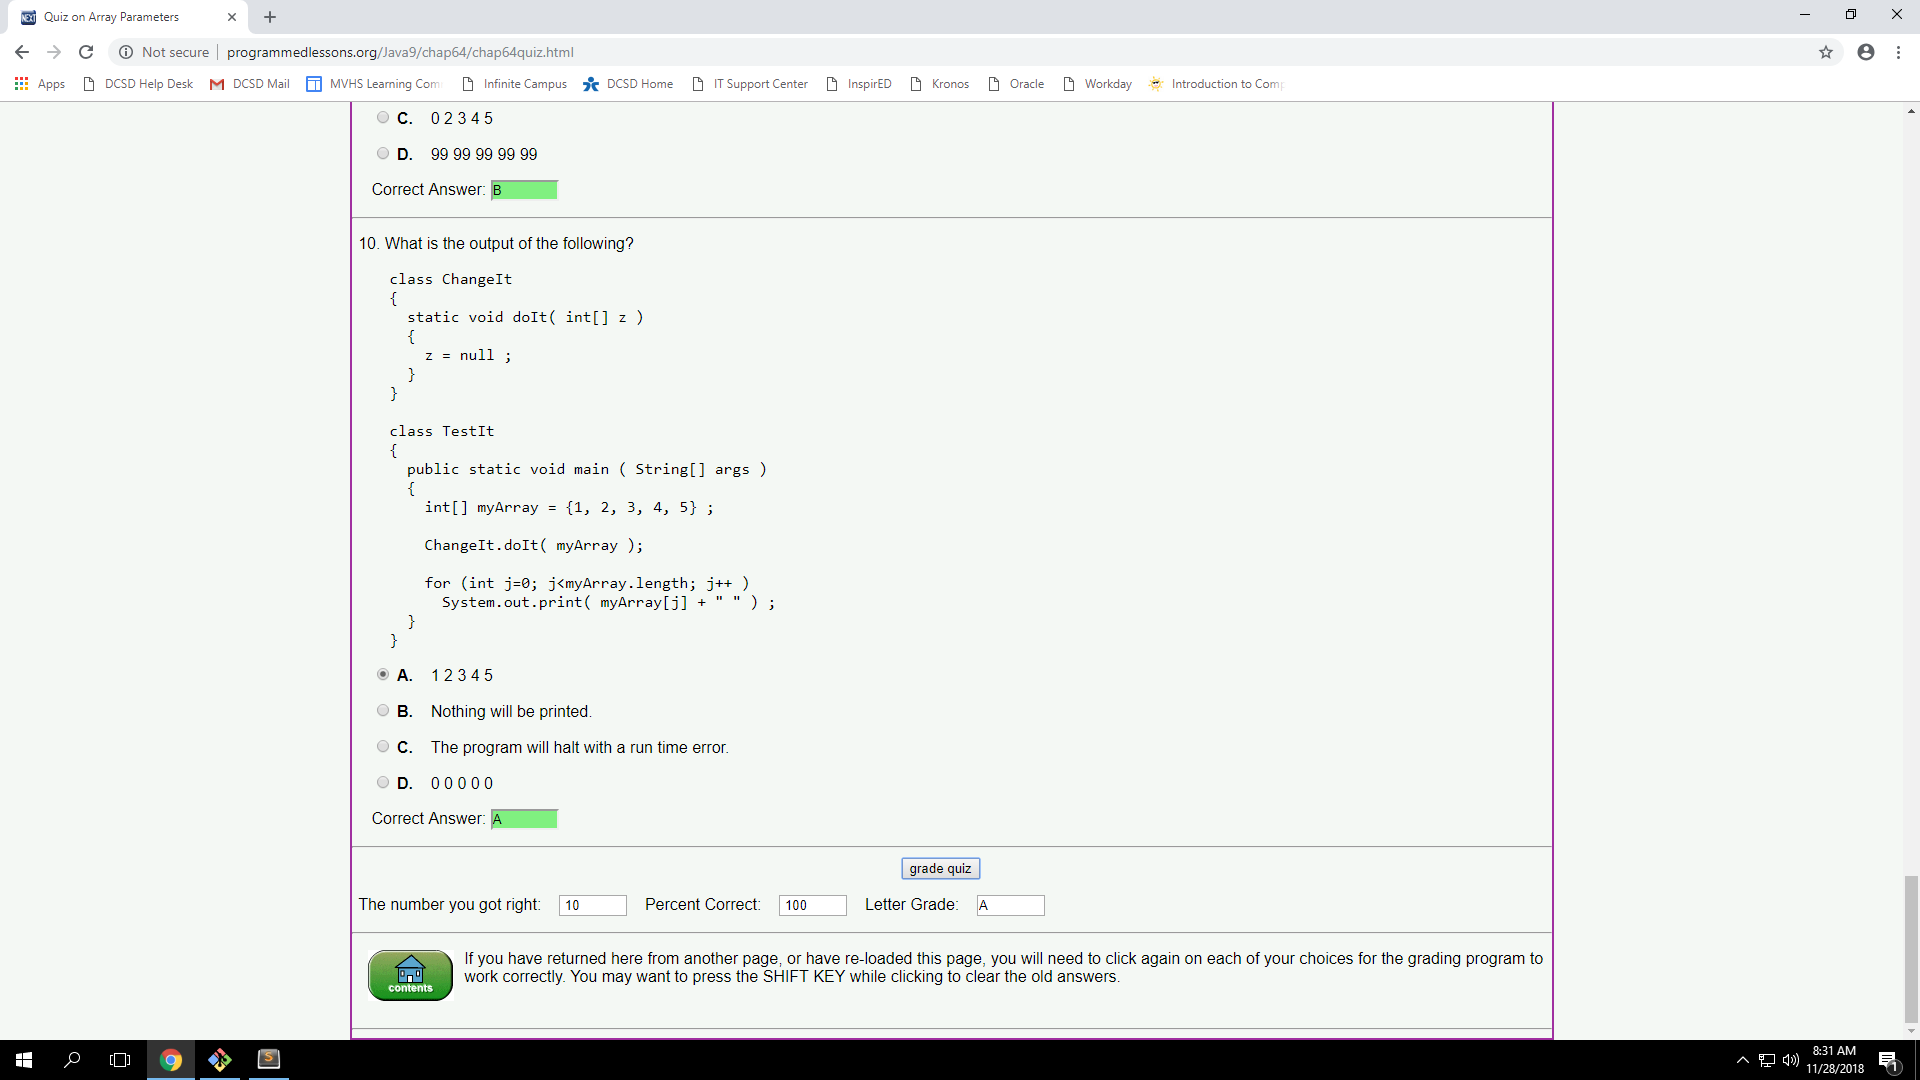 Quiz on Array Parameters
Not secure programmedlessons.org/Java9/chap64/chap64quiz.html
Apps DCSD Help Desk DCSD Mail MVHS Learning Com Infinite Campus DCSD Home IT Support Center InspirED Kronos Oracle Workday Introduction to Comp
C. 0 2 3 4 5
D. 99 99 99 99 99
Correct Answer: B
10. What is the output of the following?
class ChangeIt
{
static void doIt( int[] z )
{
z = null ;
}
}
class TestIt
{
public static void main ( String[] args )
{
int[] myArray = {1, 2, 3, 4, 5} ;
ChangeIt.doIt( myArray );
for (int j=0; j<myArray.length; j++ )
System.out.print( myArray[j] + " " ) ;
}
}
A. 1 2 3 4 5
B. Nothing will be printed.
C. The program will halt with a run time error.
D. 0 0 0 0 0
Correct Answer: A
grade quiz
The number you got right: 10 Percent Correct: 100 Letter Grade: A
If you have returned here from another page, or have re-loaded this page, you will need to click again on each of your choices for the grading program to
work correctly. You may want to press the SHIFT KEY while clicking to clear the old answers.
contents
8:31 AM
11/28/2018
1